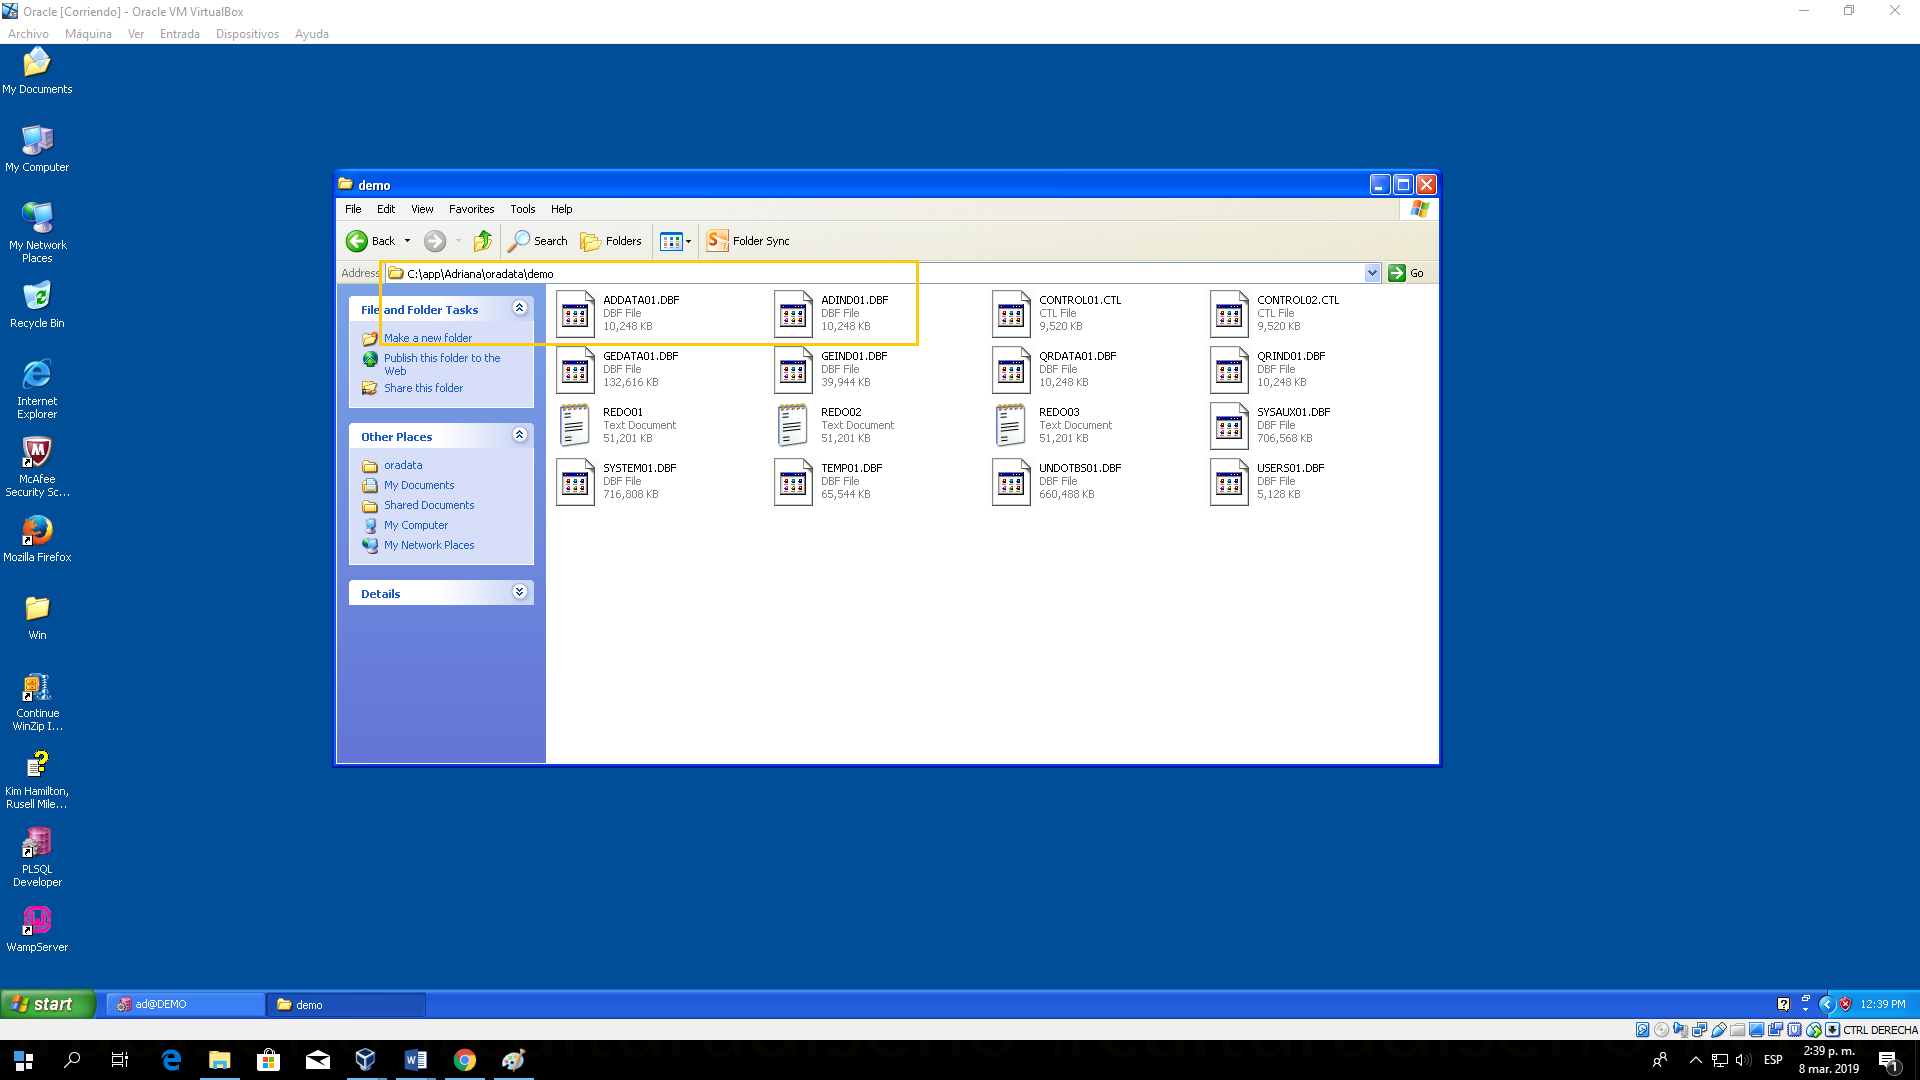 Oracle [Corriendo] - Oracle VM VirtualBox
Archivo Máquina Ver Entrada Dispositivos Ayuda
My Documents
My Computer
My Network
Places
Recycle Bin
Internet
Explorer
McAfee
Security Sc...
Mozilla Firefox
Win
Continue
WinZip I...
Kim Hamilton,
Rusell Mile...
PLSQL
Developer
WampServer
demo
File Edit View Favorites Tools Help
Back Search Folders Folder Sync
Address C:\app\Adriana\oradata\demo Go
File and Folder Tasks
Make a new folder
Publish this folder to the
Web
Share this folder
Other Places
oradata
My Documents
Shared Documents
My Computer
My Network Places
Details
ADDATA01.DBF
DBF File
10,248 KB
ADIND01.DBF
DBF File
10,248 KB
CONTROL01.CTL
CTL File
9,520 KB
CONTROL02.CTL
CTL File
9,520 KB
GEDATA01.DBF
DBF File
132,616 KB
GEIND01.DBF
DBF File
39,944 KB
QRDATA01.DBF
DBF File
10,248 KB
QRIND01.DBF
DBF File
10,248 KB
REDO01
Text Document
51,201 KB
REDO02
Text Document
51,201 KB
REDO03
Text Document
51,201 KB
SYSAUX01.DBF
DBF File
706,568 KB
SYSTEM01.DBF
DBF File
716,808 KB
TEMP01.DBF
DBF File
65,544 KB
UNDOTBS01.DBF
DBF File
660,488 KB
USERS01.DBF
DBF File
5,128 KB
start ad@DEMO demo 12:39 PM
CTRL DERECHA
ESP 2:39 p. m.
8 mar. 2019
1